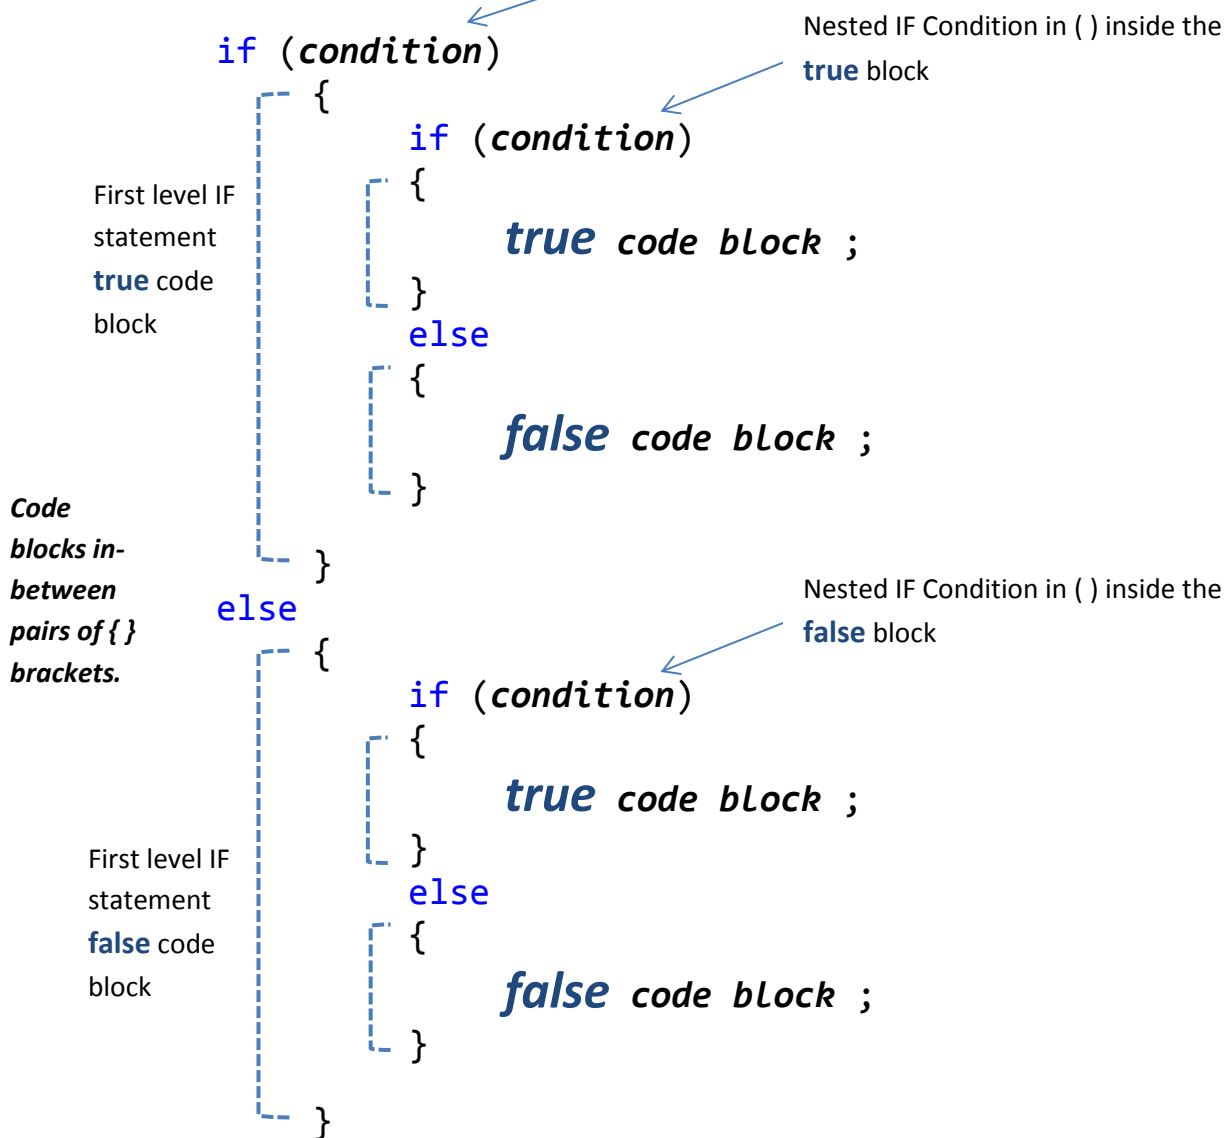 if (condition)
{
if (condition)
{
true code block ;
}
else
{
false code block ;
}
}
else
{
if (condition)
{
true code block ;
}
else
{
false code block ;
}
}
Nested IF Condition in ( ) inside the
true block
First level IF
statement
true code
block
Code
blocks in-
between
pairs of { }
brackets.
Nested IF Condition in ( ) inside the
false block
First level IF
statement
false code
block